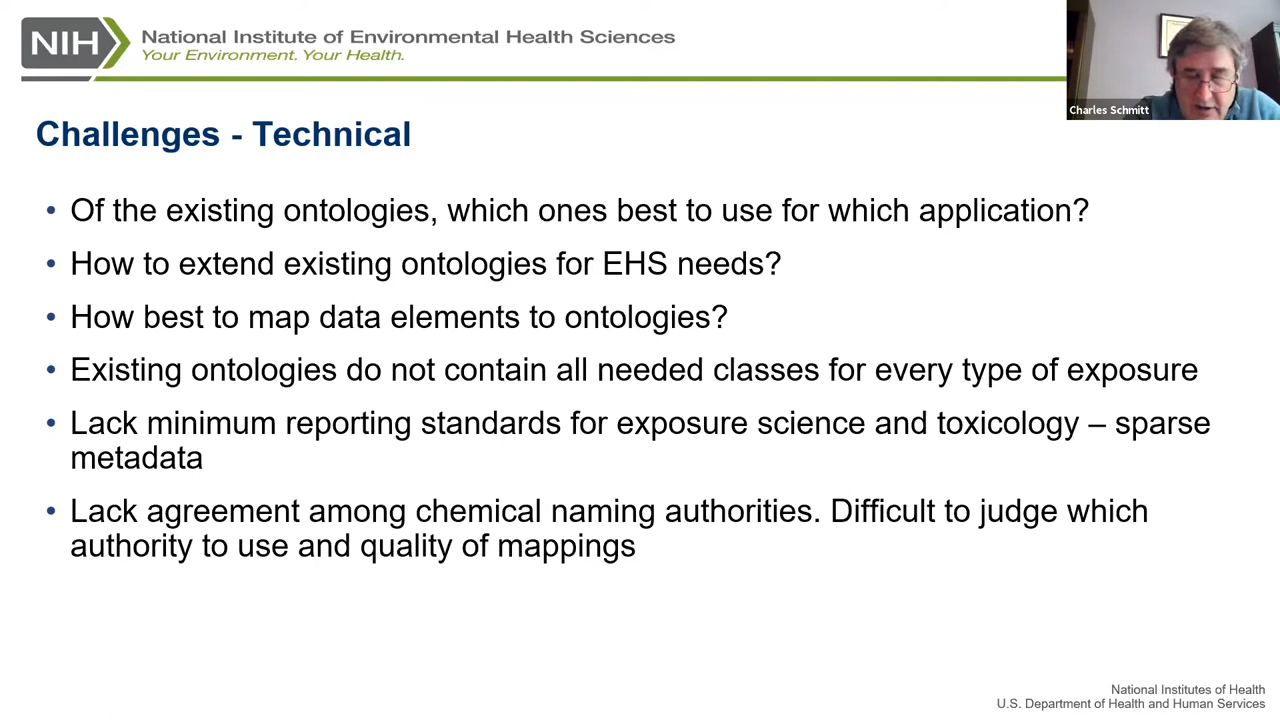 NIH
National Institute of Environmental Health Sciences
Your Environment. Your Health.
Charles Schmitt
Challenges - Technical
• Of the existing ontologies, which ones best to use for which application?
• How to extend existing ontologies for EHS needs?
• How best to map data elements to ontologies?
• Existing ontologies do not contain all needed classes for every type of exposure
• Lack minimum reporting standards for exposure science and toxicology – sparse
metadata
• Lack agreement among chemical naming authorities. Difficult to judge which
authority to use and quality of mappings
National Institutes of Health
U.S. Department of Health and Human Services